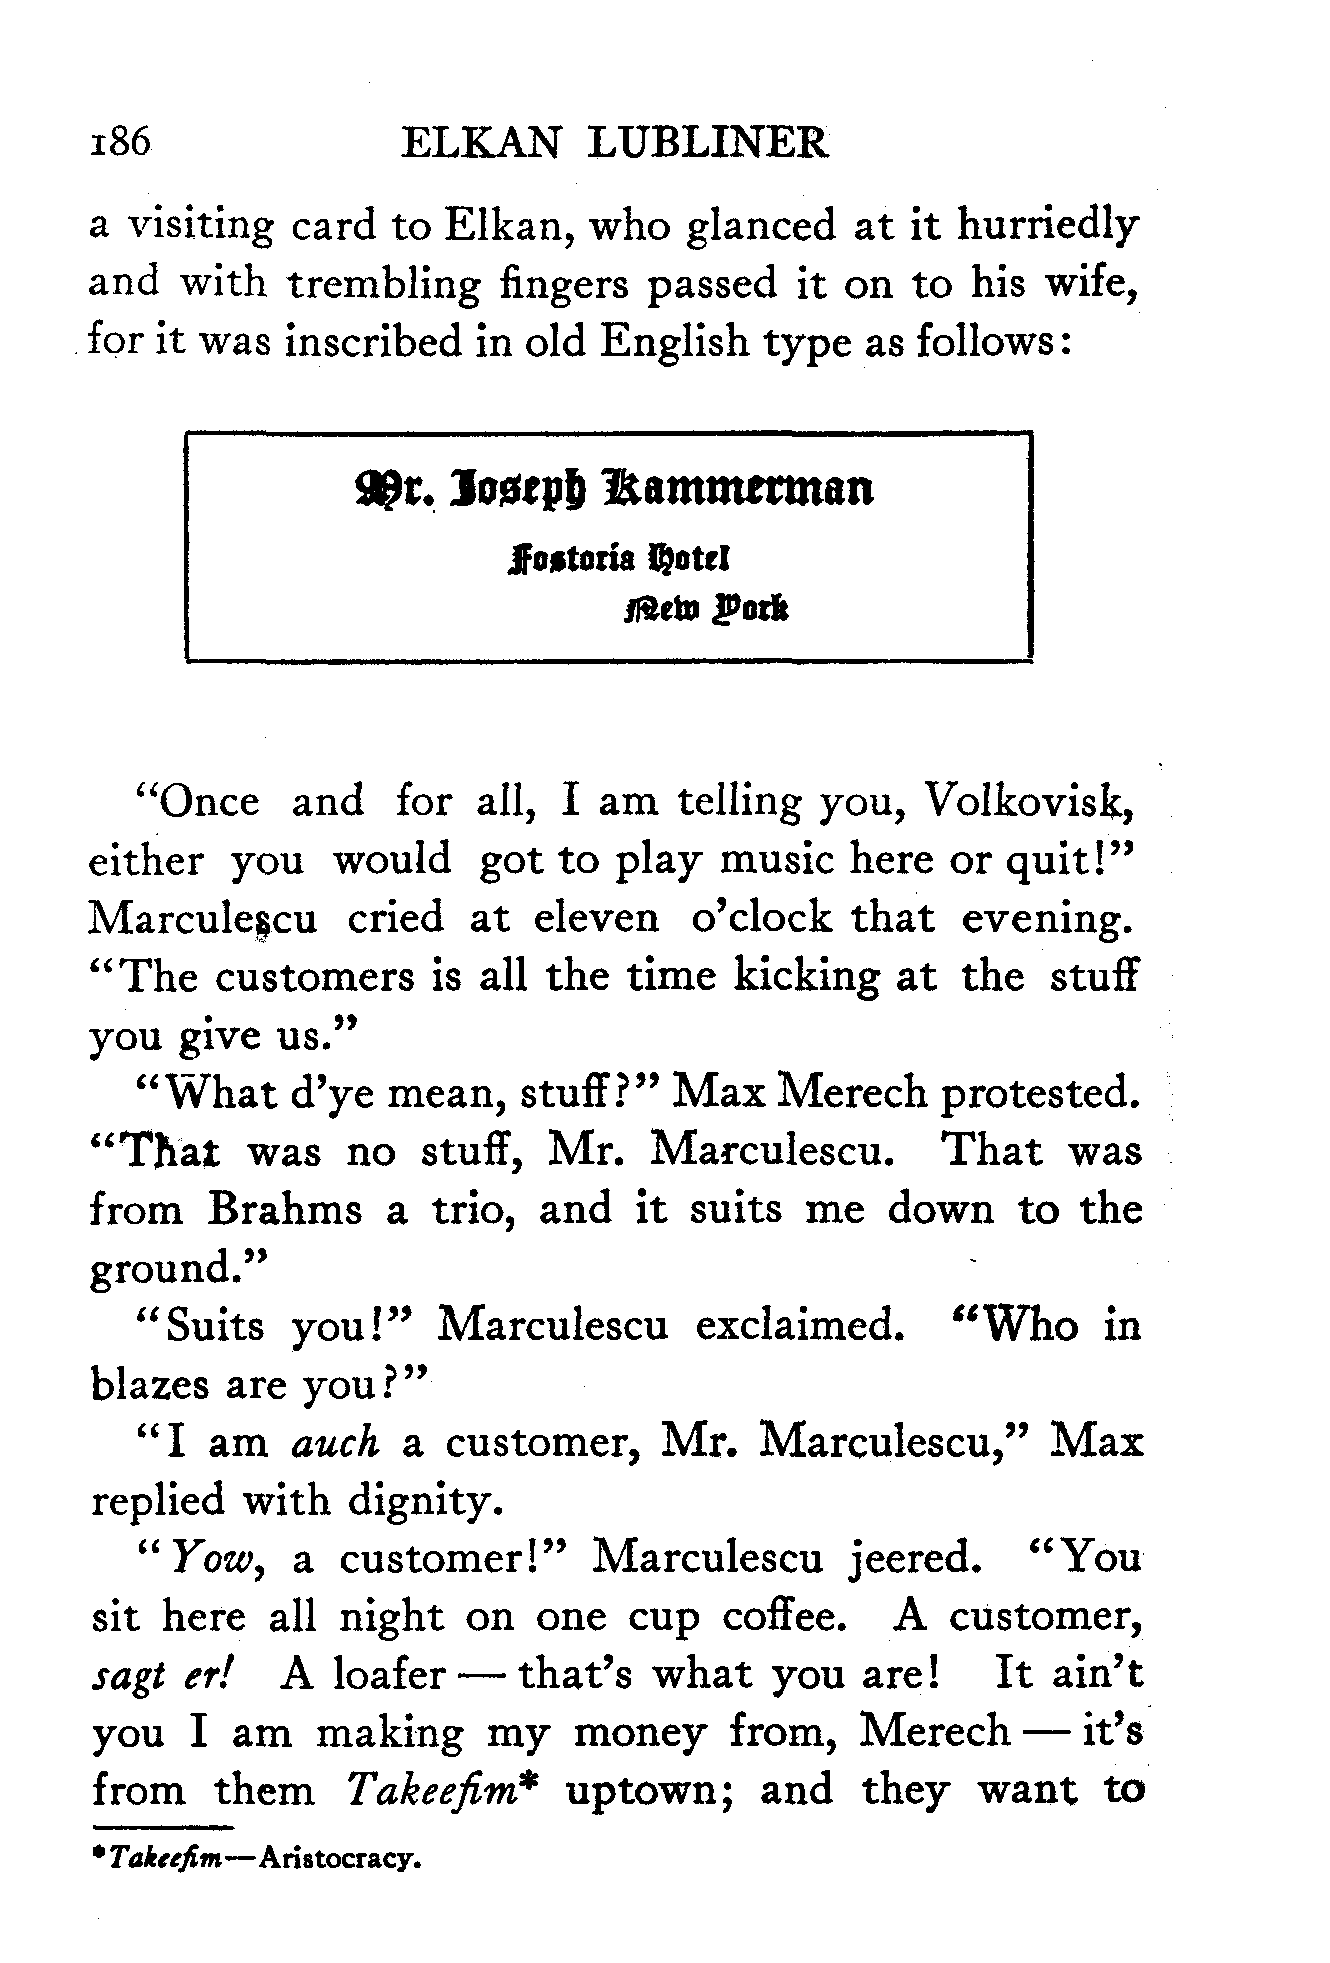 186 ELKAN LUBLINER
a visiting card to Elkan, who glanced at it hurriedly
and with trembling fingers passed it on to his wife,
for it was inscribed in old English type as follows:
Mr. Joseph Kammerman
Fostoria Hotel
New York
“Once and for all, I am telling you, Volkovisk,
either you would got to play music here or quit!”
Marculescu cried at eleven o’clock that evening.
“The customers is all the time kicking at the stuff
you give us.”
“What d’ye mean, stuff?” Max Merech protested.
“That was no stuff, Mr. Marculescu. That was
from Brahms a trio, and it suits me down to the
ground.”
“Suits you!” Marculescu exclaimed. “Who in
blazes are you?”
“I am auch a customer, Mr. Marculescu,” Max
replied with dignity.
“Yow, a customer!” Marculescu jeered. “You
sit here all night on one cup coffee. A customer,
sagt er! A loafer — that’s what you are! It ain’t
you I am making my money from, Merech — it’s
from them Takeefim* uptown; and they want to
*Takeefim—Aristocracy.